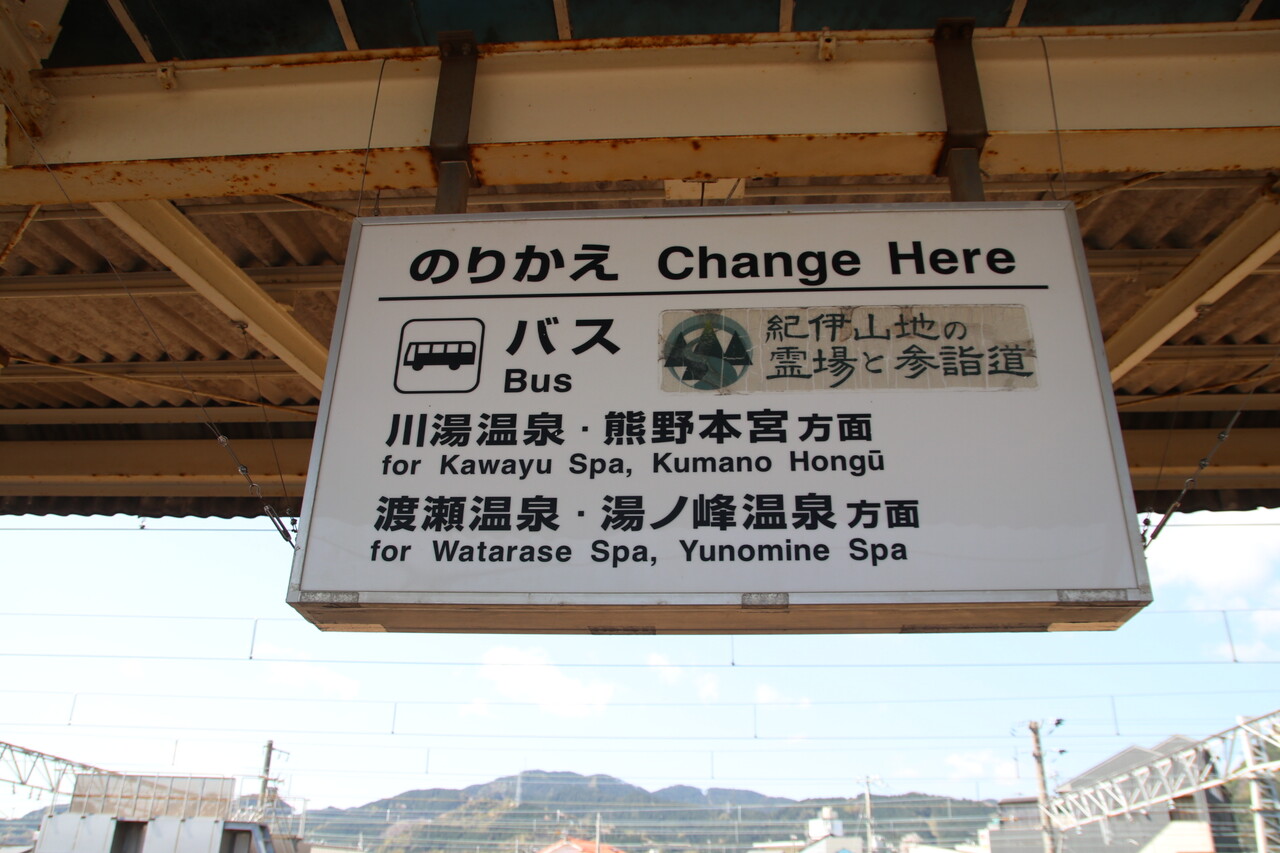 のりかえ Change Here
バス
Bus
紀伊山地の
霊場と参詣道
川湯温泉・熊野本宮方面
for Kawayu Spa, Kumano Hongū
渡瀬温泉・湯ノ峰温泉方面
for Watarase Spa, Yunomine Spa